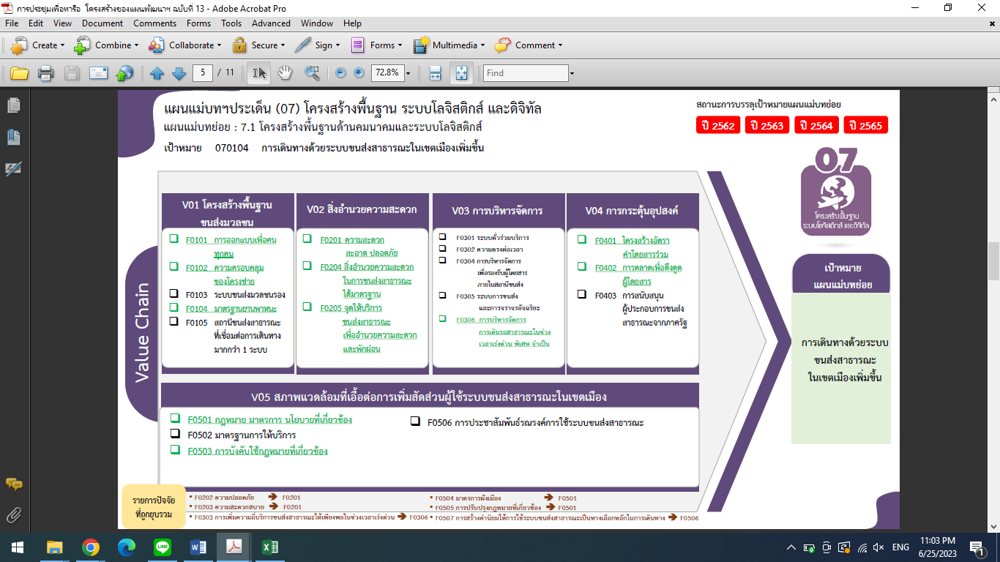 การประชุมเพื่อหารือ โครงสร้างของแผนพัฒนาฯ ฉบับที่ 13 - Adobe Acrobat Pro
File Edit View Document Comments Forms Tools Advanced Window Help
Create Combine Collaborate Secure Sign Forms Multimedia Comment
5 / 11 72.8% Find
แผนแม่บทฯประเด็น (07) โครงสร้างพื้นฐาน ระบบโลจิสติกส์ และดิจิทัล
แผนแม่บทย่อย : 7.1 โครงสร้างพื้นฐานด้านคมนาคมและระบบโลจิสติกส์
เป้าหมาย 070104 การเดินทางด้วยระบบขนส่งสาธารณะในเขตเมืองเพิ่มขึ้น
สถานะการบรรลุเป้าหมายแผนแม่บทย่อย
ปี 2562 ปี 2563 ปี 2564 ปี 2565
07
โครงสร้างพื้นฐาน
ระบบโลจิสติกส์ และดิจิทัล
Value Chain
V01 โครงสร้างพื้นฐาน
ขนส่งมวลชน
F0101 การออกแบบเพื่อคน
ทุกคน
F0102 ความครอบคลุม
ของโครงข่าย
F0103 ระบบขนส่งมวลชนรอง
F0104 มาตรฐานยานพาหนะ
F0105 สถานีขนส่งสาธารณะ
ที่เชื่อมต่อการเดินทาง
มากกว่า 1 ระบบ
V02 สิ่งอำนวยความสะดวก
F0201 ความสะดวก
สะอาด ปลอดภัย
F0204 สิ่งอำนวยความสะดวก
ในการขนส่งสาธารณะ
ได้มาตรฐาน
F0205 จุดให้บริการ
ขนส่งสาธารณะ
เพื่ออำนวยความสะดวก
และพักผ่อน
V03 การบริหารจัดการ
F0301 ระบบตั๋วร่วมบริการ
F0302 ความตรงต่อเวลา
F0304 การบริหารจัดการ
เพื่อรองรับผู้โดยสาร
ภายในสถานีขนส่ง
F0305 ระบบการขนส่ง
และการจราจรอัจฉริยะ
F0306 การบริหารจัดการ
การเดินรถสาธารณะในช่วง
เวลาเร่งด่วน พิเศษ จำเป็น
V04 การกระตุ้นอุปสงค์
F0401 โครงสร้างอัตรา
ค่าโดยสารร่วม
F0402 การตลาดเพื่อดึงดูด
ผู้โดยสาร
F0403 การสนับสนุน
ผู้ประกอบการขนส่ง
สาธารณะจากภาครัฐ
เป้าหมาย
แผนแม่บทย่อย
การเดินทางด้วยระบบ
ขนส่งสาธารณะ
ในเขตเมืองเพิ่มขึ้น
V05 สภาพแวดล้อมที่เอื้อต่อการเพิ่มสัดส่วนผู้ใช้ระบบขนส่งสาธารณะในเขตเมือง
F0501 กฎหมาย มาตรการ นโยบายที่เกี่ยวข้อง
F0502 มาตรฐานการให้บริการ
F0503 การบังคับใช้กฎหมายที่เกี่ยวข้อง
F0506 การประชาสัมพันธ์รณรงค์การใช้ระบบขนส่งสาธารณะ
รายการปัจจัย
ที่ถูกยุบรวม
• F0202 ความปลอดภัย ➔ F0201
• F0203 ความสะดวกสบาย ➔ F0201
• F0303 การเพิ่มความถี่บริการขนส่งสาธารณะให้เพียงพอในช่วงเวลาเร่งด่วน ➔ F0306
• F0504 มาตรการผังเมือง ➔ F0501
• F0505 การปรับปรุงกฎหมายที่เกี่ยวข้อง ➔ F0501
• F0507 การสร้างค่านิยมให้การใช้ระบบขนส่งสาธารณะเป็นทางเลือกหลักในการเดินทาง ➔ F0506
ENG
11:03 PM
6/25/2023
1
LINE